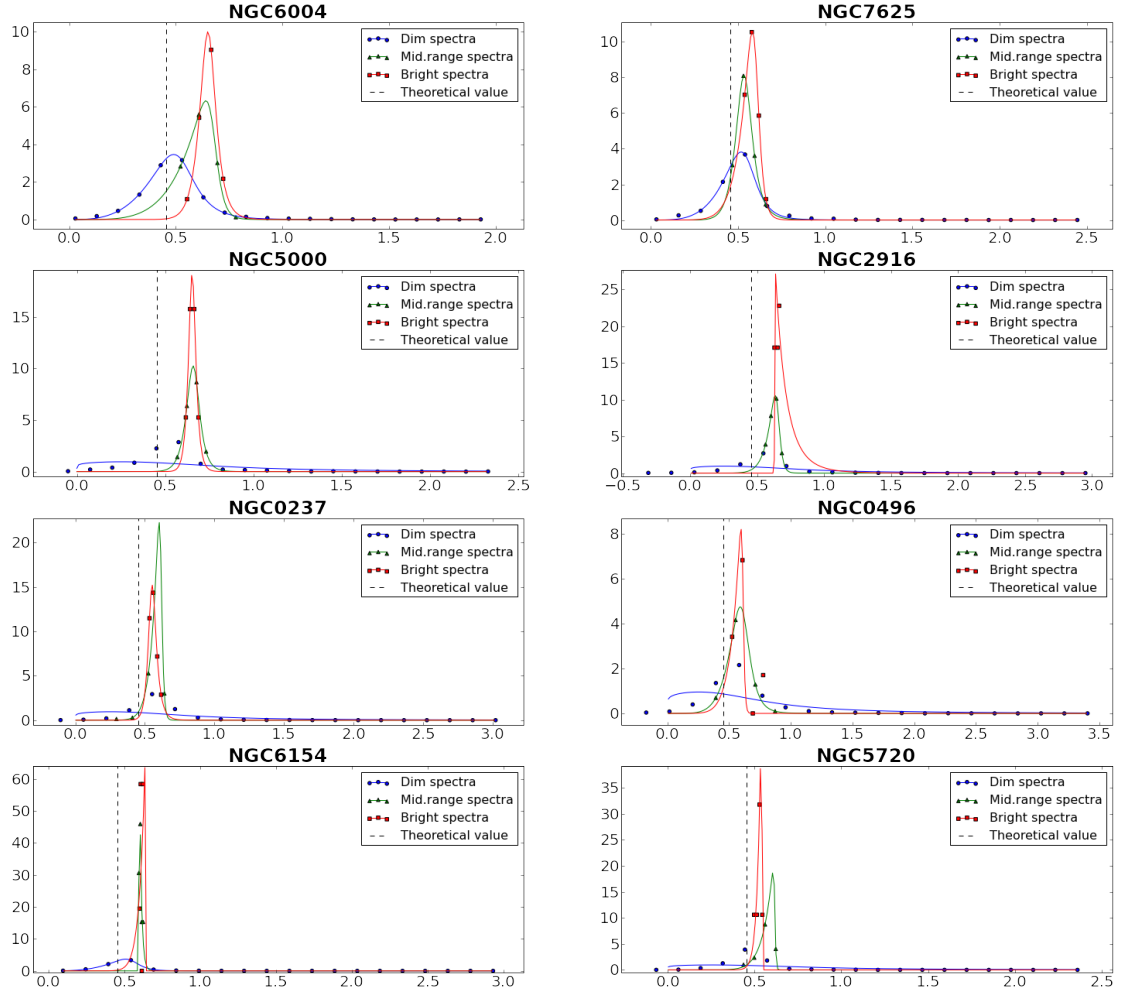 NGC6004
10
8
6
4
2
0
0.0 0.5 1.0 1.5 2.0
Dim spectra
Mid.range spectra
Bright spectra
Theoretical value
NGC7625
10
8
6
4
2
0
0.0 0.5 1.0 1.5 2.0 2.5
Dim spectra
Mid.range spectra
Bright spectra
Theoretical value
NGC5000
15
10
5
0
0.0 0.5 1.0 1.5 2.0 2.5
Dim spectra
Mid.range spectra
Bright spectra
Theoretical value
NGC2916
25
20
15
10
5
0
−0.5 0.0 0.5 1.0 1.5 2.0 2.5 3.0
Dim spectra
Mid.range spectra
Bright spectra
Theoretical value
NGC0237
20
15
10
5
0
0.0 0.5 1.0 1.5 2.0 2.5 3.0
Dim spectra
Mid.range spectra
Bright spectra
Theoretical value
NGC0496
8
6
4
2
0
0.0 0.5 1.0 1.5 2.0 2.5 3.0 3.5
Dim spectra
Mid.range spectra
Bright spectra
Theoretical value
NGC6154
60
50
40
30
20
10
0
0.0 0.5 1.0 1.5 2.0 2.5 3.0
Dim spectra
Mid.range spectra
Bright spectra
Theoretical value
NGC5720
35
30
25
20
15
10
5
0
0.0 0.5 1.0 1.5 2.0 2.5
Dim spectra
Mid.range spectra
Bright spectra
Theoretical value